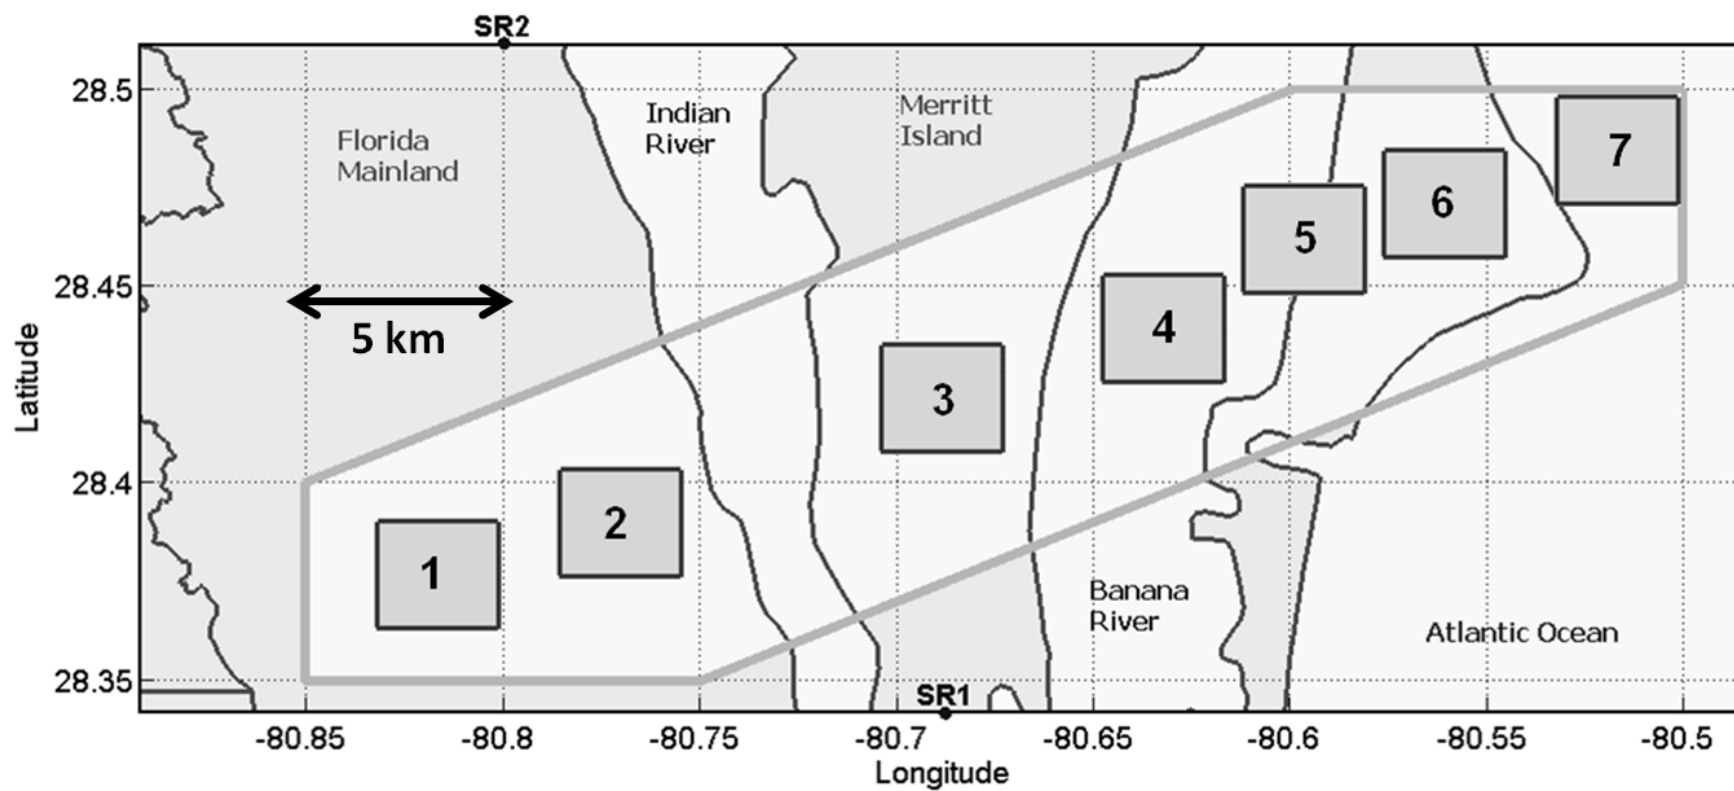 SR2
28.5
28.45
28.4
28.35
Latitude
Florida
Mainland
Indian
River
Merritt
Island
5 km
1
2
3
4
5
6
7
Banana
River
Atlantic Ocean
SR1
-80.85
-80.8
-80.75
-80.7
-80.65
-80.6
-80.55
-80.5
Longitude